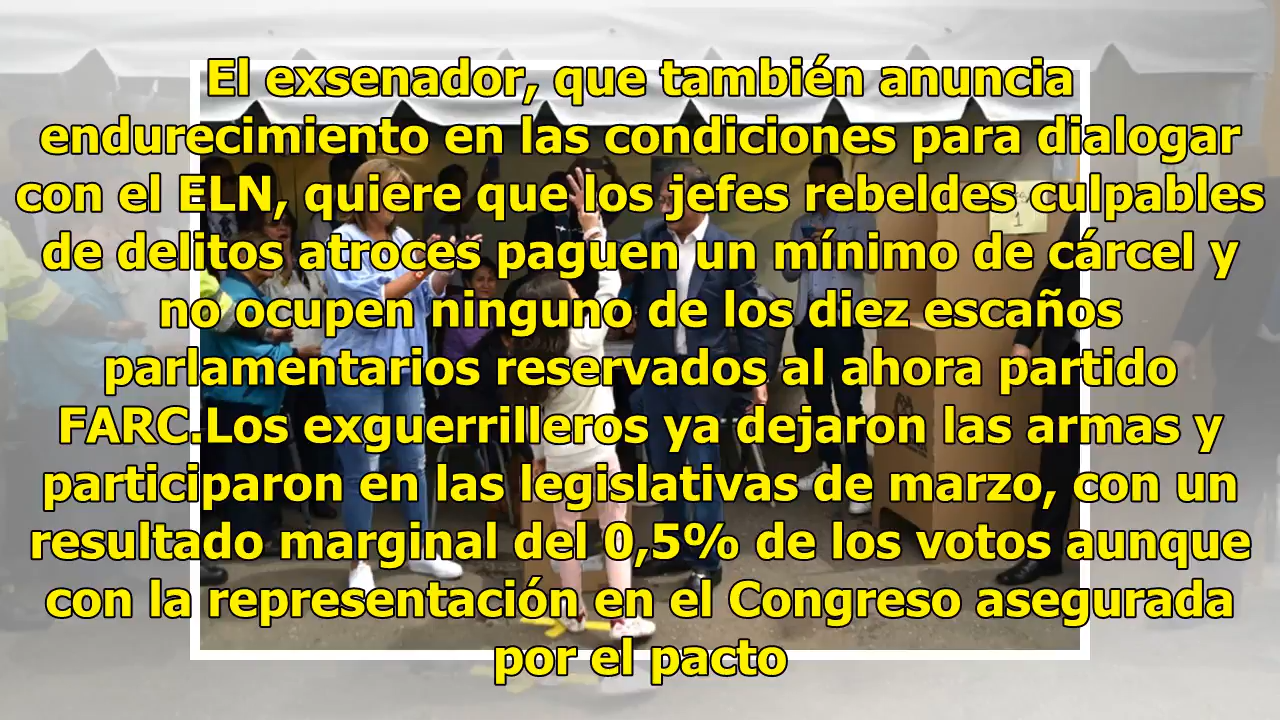 El exsenador, que también anuncia
endurecimiento en las condiciones para dialogar
con el ELN, quiere que los jefes rebeldes culpables
de delitos atroces paguen un mínimo de cárcel y
no ocupen ninguno de los diez escaños
parlamentarios reservados al ahora partido
FARC.Los exguerrilleros ya dejaron las armas y
participaron en las legislativas de marzo, con un
resultado marginal del 0,5% de los votos aunque
con la representación en el Congreso asegurada
por el pacto
1